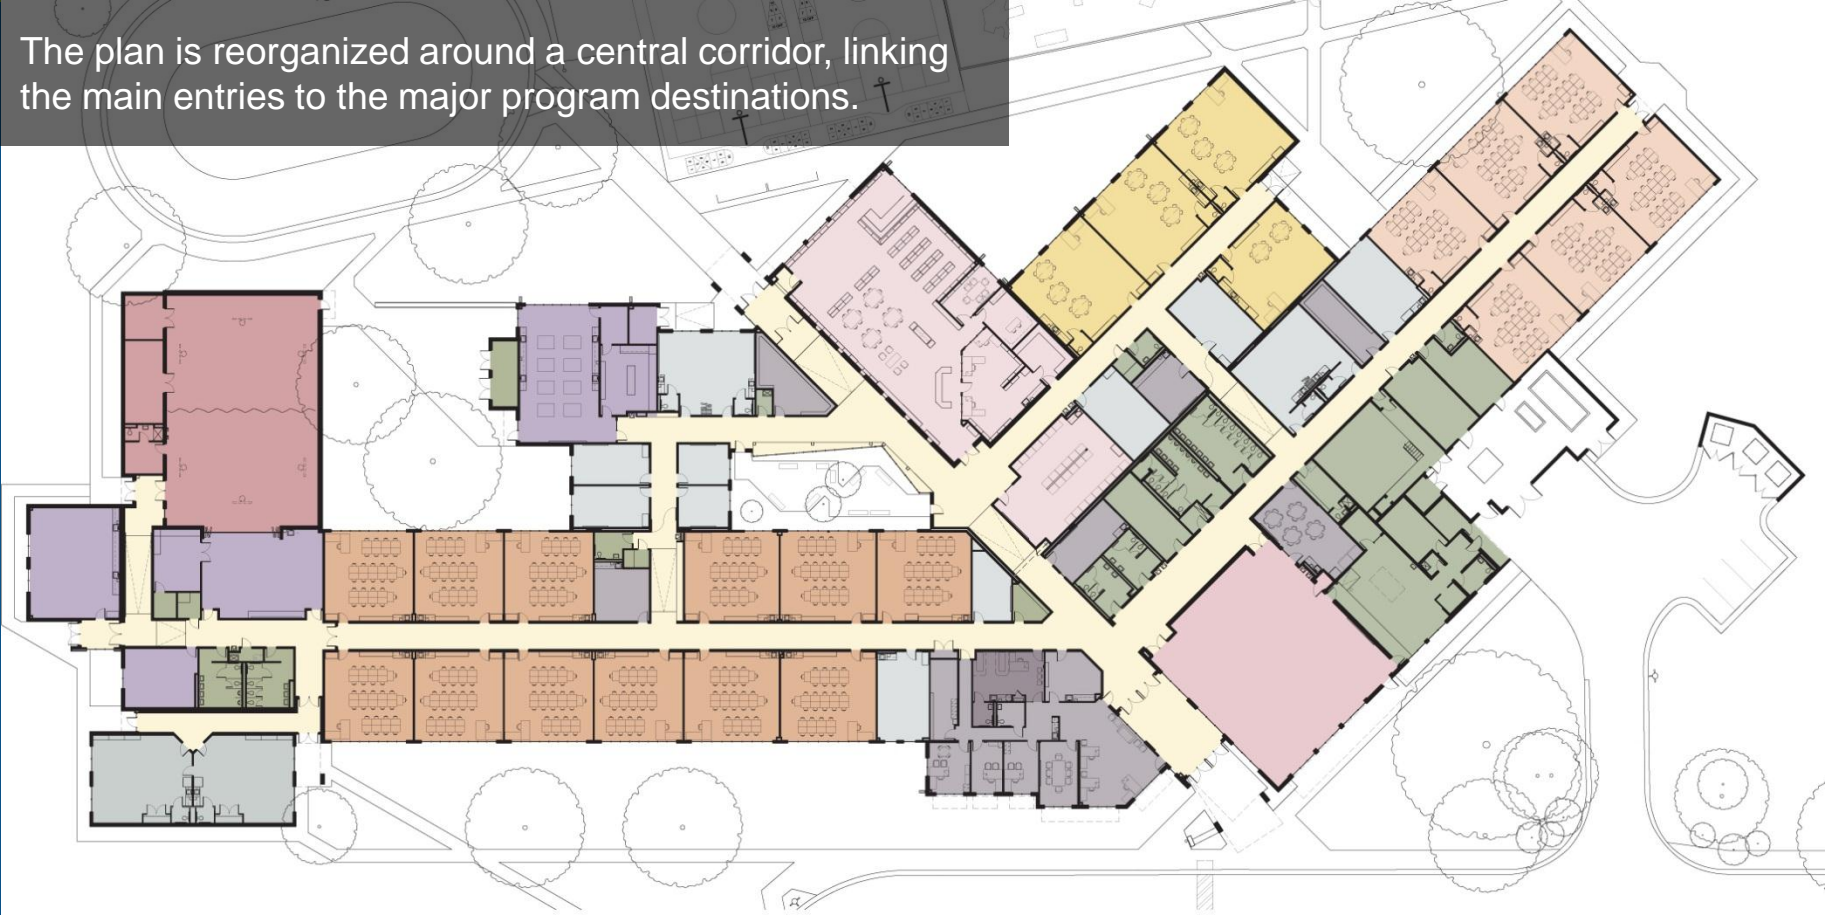 The plan is reorganized around a central corridor, linking
the main entries to the major program destinations.